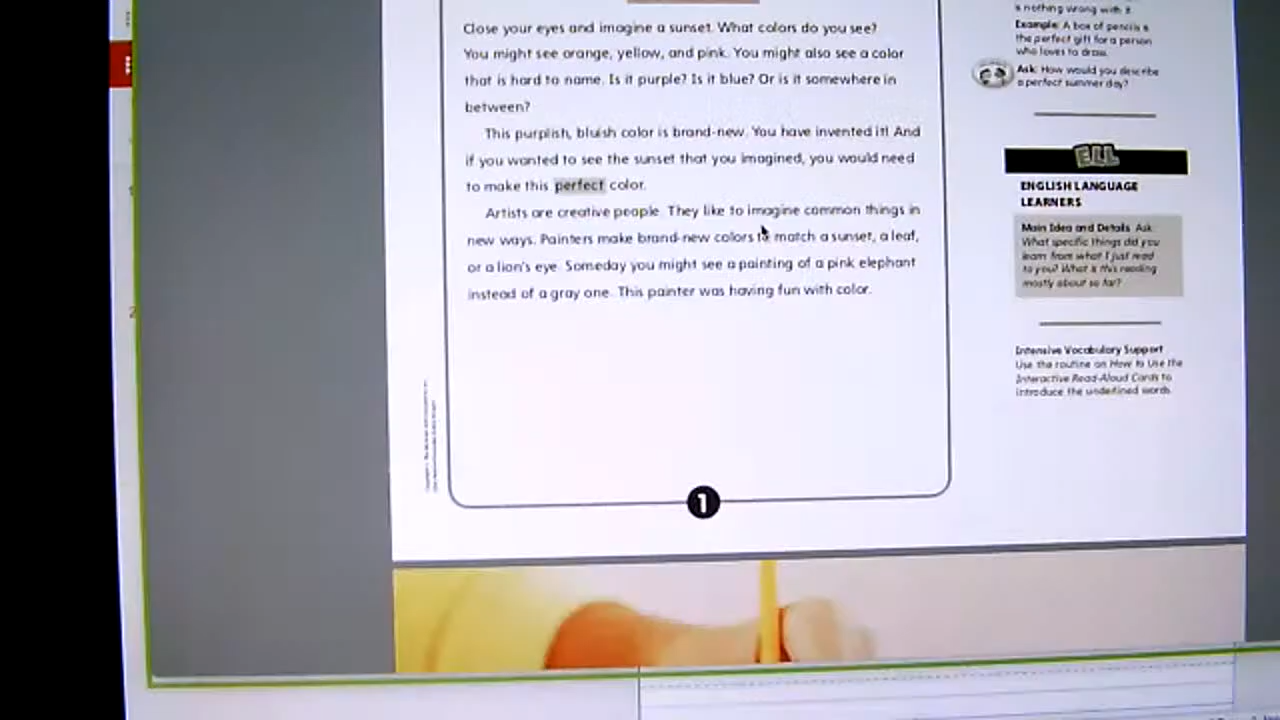 Close your eyes and imagine a sunset. What colors do you see?
You might see orange, yellow, and pink. You might also see a color
that is hard to name. Is it purple? Is it blue? Or is it somewhere in
between?
This purplish, bluish color is brand-new. You have invented it! And
if you wanted to see the sunset that you imagined, you would need
to make this perfect color.
Artists are creative people. They like to imagine common things in
new ways. Painters make brand-new colors to match a sunset, a leaf,
or a lion's eye. Someday you might see a painting of a pink elephant
instead of a gray one. This painter was having fun with color.
1
is nothing wrong with it.
Example: A box of pencils is
the perfect gift for a person
who loves to draw.
Ask: How would you describe
a perfect summer day?
ELL
ENGLISH LANGUAGE
LEARNERS
Main Idea and Details Ask:
What specific things did you
learn from what I just read
to you? What is this reading
mostly about so far?
Intensive Vocabulary Support
Use the routine on How to Use the
Interactive Read-Aloud Cards to
introduce the underlined words.